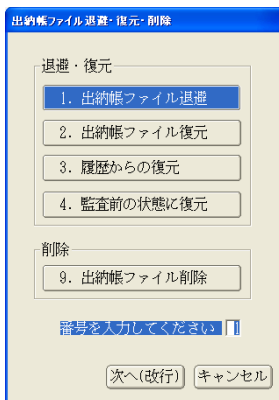 出納帳ファイル退避・復元・削除
退避・復元
1. 出納帳ファイル退避
2. 出納帳ファイル復元
3. 履歴からの復元
4. 監査前の状態に復元
削除
9. 出納帳ファイル削除
番号を入力してください 1
次へ(改行) キャンセル